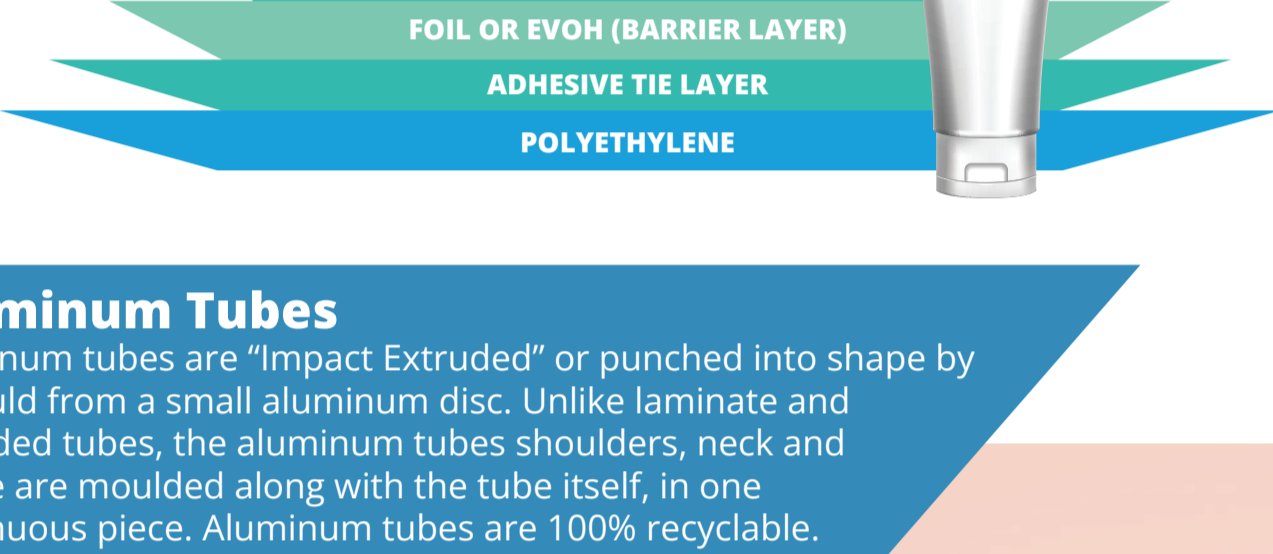 FOIL OR EVOH (BARRIER LAYER)
ADHESIVE TIE LAYER
POLYETHYLENE
minum Tubes
num tubes are “Impact Extruded” or punched into shape by
uld from a small aluminum disc. Unlike laminate and
ded tubes, the aluminum tubes shoulders, neck and
e are moulded along with the tube itself, in one
nuous piece. Aluminum tubes are 100% recyclable.